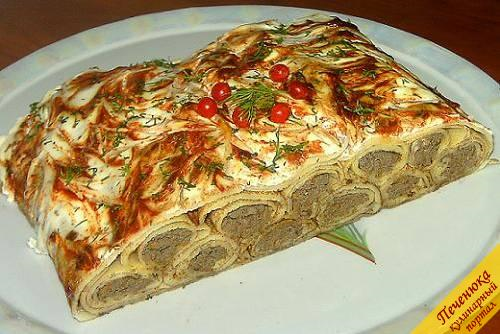 Печенюка
кулинарный
портал